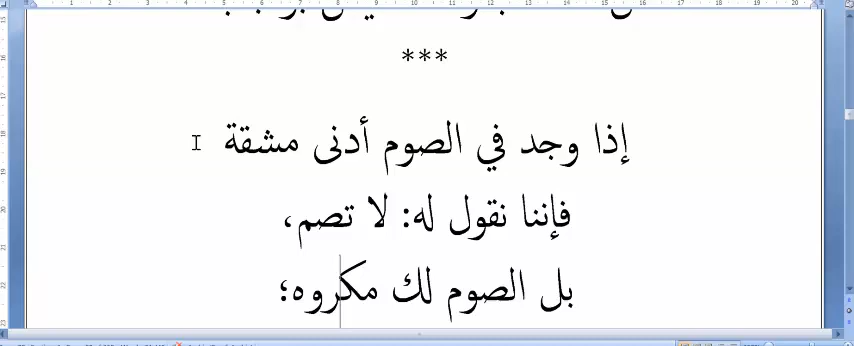 ***
إذا وجد في الصوم أدنى مشقة
فإننا نقول له: لا تصم،
بل الصوم لك مكروه؛